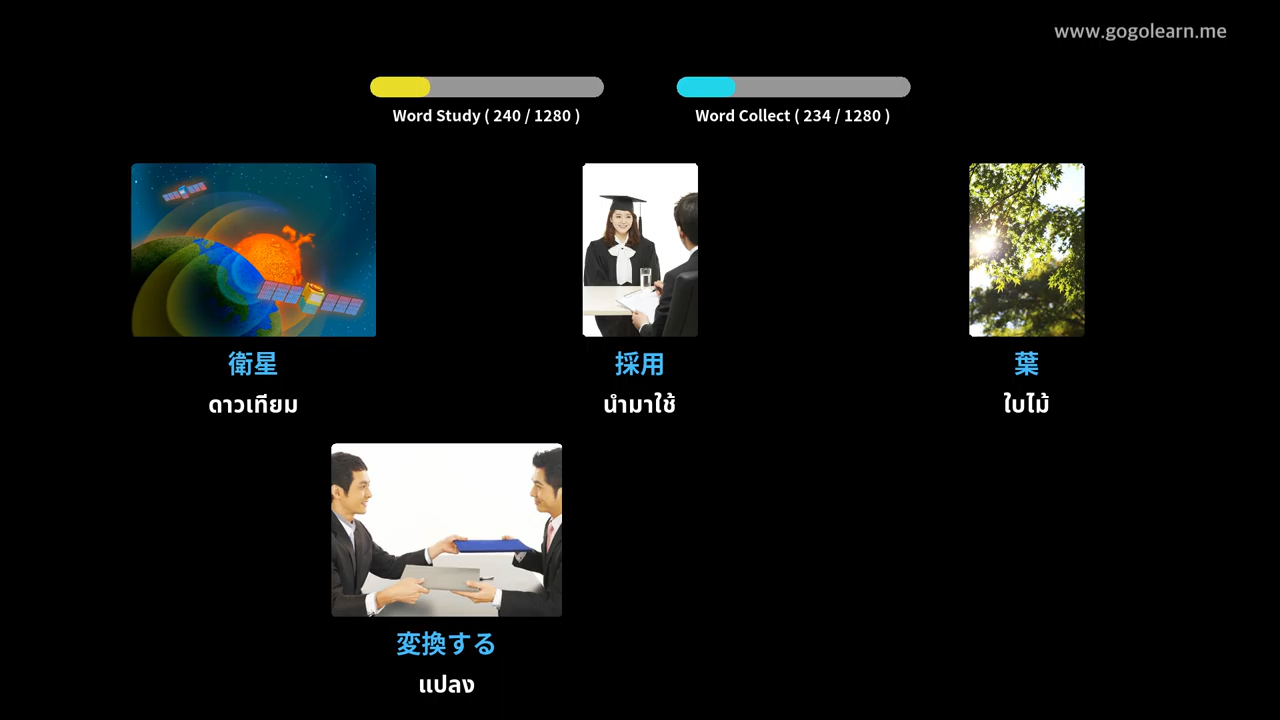 www.gogolearn.me
Word Study ( 240 / 1280 )
Word Collect ( 234 / 1280 )
衛星
ดาวเทียม
採用
นำมาใช้
葉
ใบไม้
変換する
แปลง